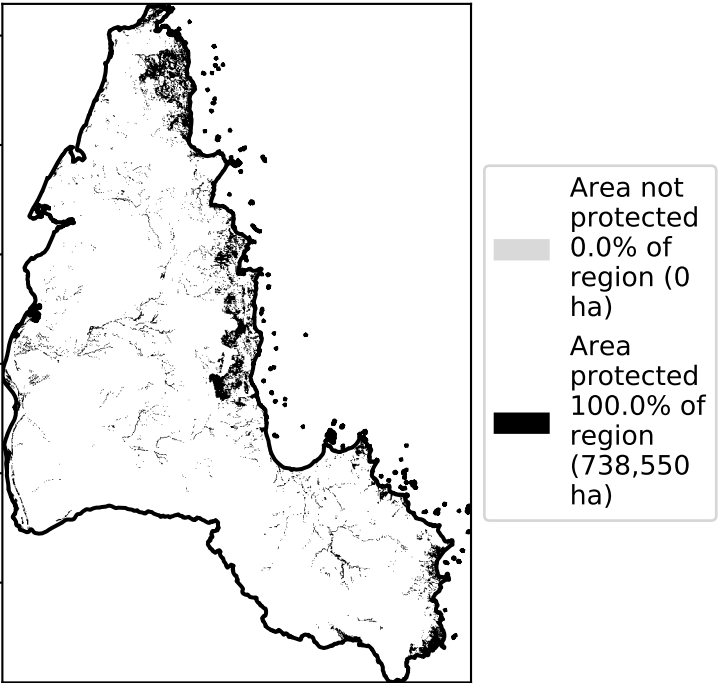 Area not
protected
0.0% of
region (0
ha)
Area
protected
100.0% of
region
(738,550
ha)